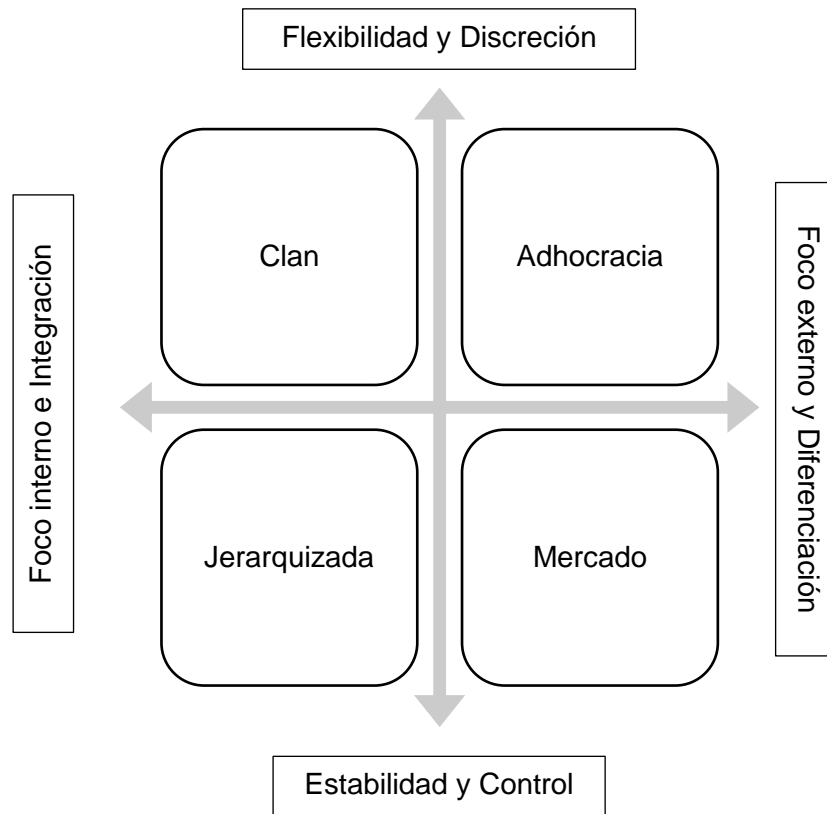 Flexibilidad y Discreción
Foco interno e Integración
Clan
Adhocracia
Foco externo y Diferenciación
Jerarquizada
Mercado
Estabilidad y Control